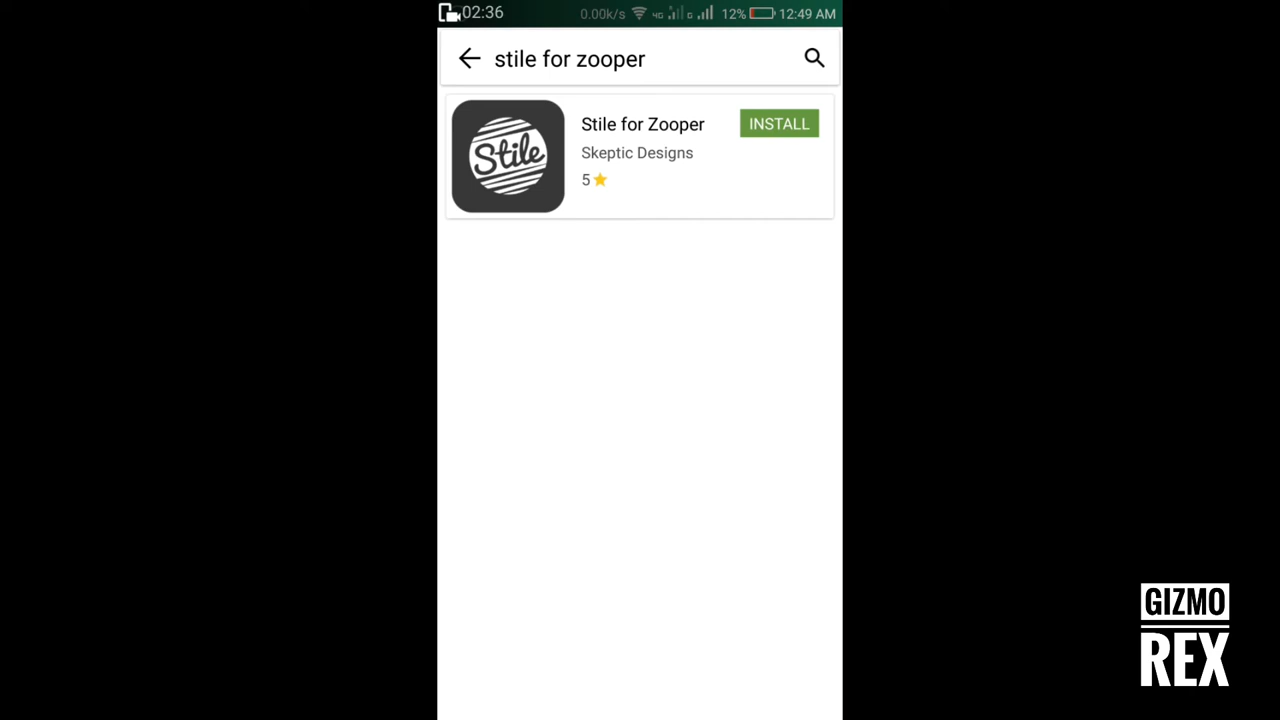 02:36 0.00k/s 4G G 12% 12:49 AM
stile for zooper
Stile
Stile for Zooper
INSTALL
Skeptic Designs
5
GIZMO
REX